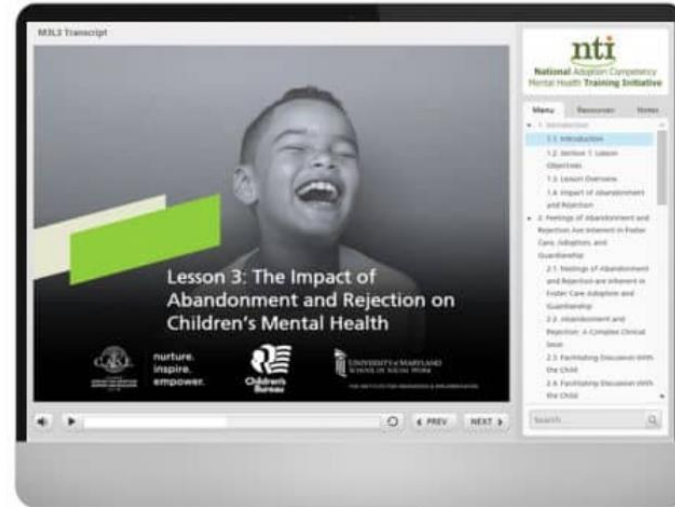 M3L3 Transcript
Lesson 3: The Impact of
Abandonment and Rejection on
Children's Mental Health
nurture.
inspire.
empower.
Children's
Bureau
UNIVERSITY of MARYLAND
SCHOOL OF SOCIAL WORK
PREV
NEXT
nti
National Adoption Competency
Mental Health Training Initiative
Menu
Resources
Notes
1. Introduction
1.1. Introduction
1.2. Section 1: Lesson
Objectives
1.3. Lesson Overview
1.4. Impact of Abandonment
and Rejection
2. Feelings of Abandonment and
Rejection Are Inherent in Foster
Care, Adoption, and
Guardianship
2.1. Feelings of Abandonment
and Rejection are Inherent in
Foster Care Adoption and
Guardianship
2.2. Abandonment and
Rejection: A Complex Clinical
Issue
2.3. Facilitating Discussion With
the Child
2.4. Facilitating Discussion With
the Child
Search